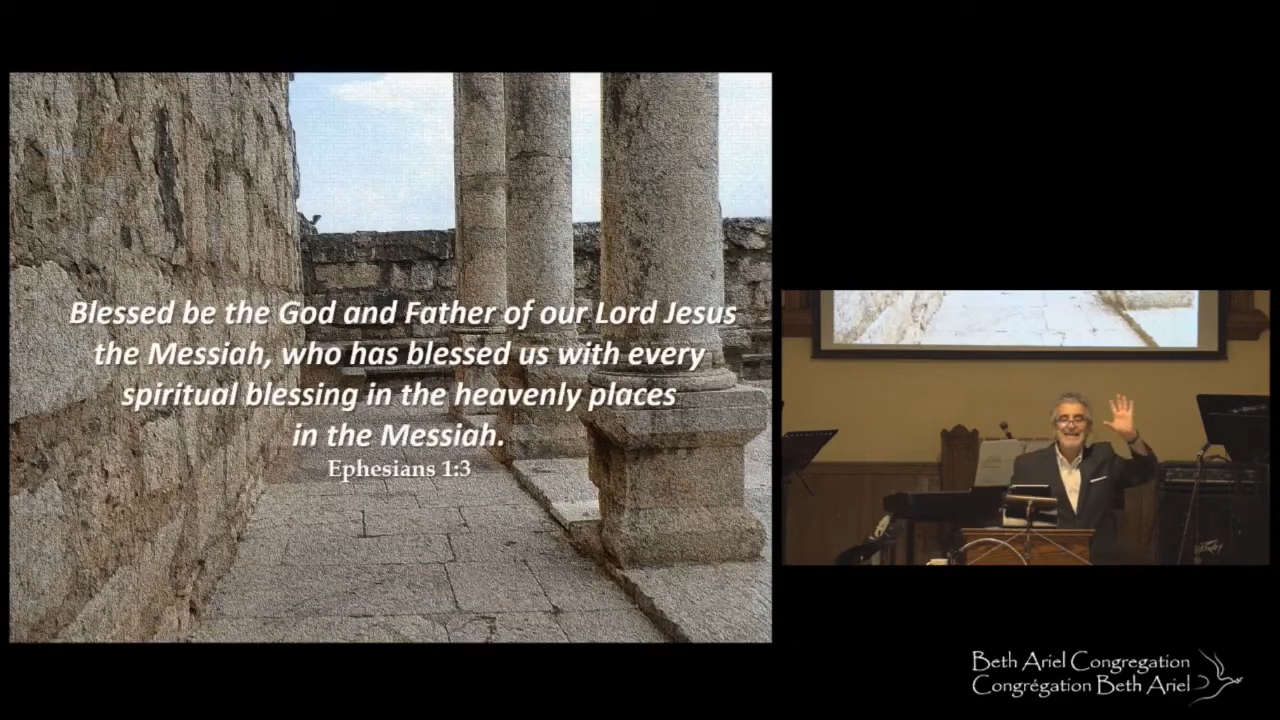 Blessed be the God and Father of our Lord Jesus
the Messiah, who has blessed us with every
spiritual blessing in the heavenly places
in the Messiah.
Ephesians 1:3
Peavey
Beth Ariel Congregation
Congrégation Beth Ariel